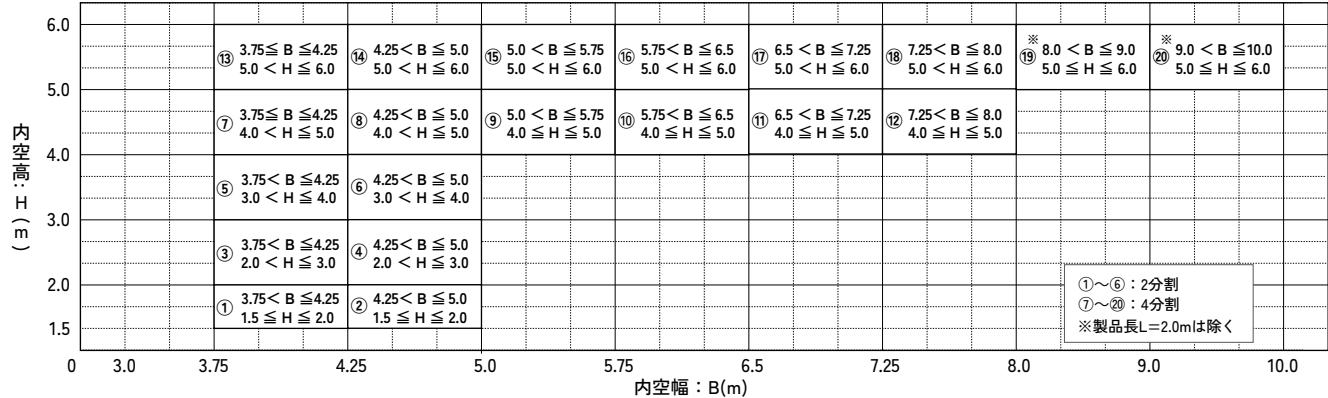 6.0
⑬ 3.75≦ B ≦4.25
5.0 < H ≦ 6.0
⑭ 4.25< B ≦ 5.0
5.0 < H ≦ 6.0
⑮ 5.0 < B ≦ 5.75
5.0 < H ≦ 6.0
⑯ 5.75 < B ≦ 6.5
5.0 < H ≦ 6.0
⑰ 6.5 < B ≦ 7.25
5.0 < H ≦ 6.0
⑱ 7.25< B ≦ 8.0
5.0 < H ≦ 6.0
※
⑲ 8.0 < B ≦ 9.0
5.0 ≦ H ≦ 6.0
※
⑳ 9.0 < B ≦10.0
5.0 ≦ H ≦ 6.0
5.0
⑦ 3.75≦ B ≦4.25
4.0 < H ≦ 5.0
⑧ 4.25< B ≦ 5.0
4.0 < H ≦ 5.0
⑨ 5.0 < B ≦ 5.75
4.0 ≦ H ≦ 5.0
⑩ 5.75 < B ≦ 6.5
4.0 ≦ H ≦ 5.0
⑪ 6.5 < B ≦ 7.25
4.0 ≦ H ≦ 5.0
⑫ 7.25< B ≦ 8.0
4.0 ≦ H ≦ 5.0
4.0
⑤ 3.75< B ≦4.25
3.0 < H ≦ 4.0
⑥ 4.25< B ≦ 5.0
3.0 < H ≦ 4.0
3.0
③ 3.75< B ≦4.25
2.0 < H ≦ 3.0
④ 4.25< B ≦ 5.0
2.0 < H ≦ 3.0
2.0
① 3.75< B ≦4.25
1.5 ≦ H ≦ 2.0
② 4.25< B ≦ 5.0
1.5 ≦ H ≦ 2.0
1.5
内空高：H(m)
①～⑥：2分割
⑦～⑳：4分割
※製品長L＝2.0mは除く
0 3.0 3.75 4.25 5.0 5.75 6.5 7.25 8.0 9.0 10.0
内空幅：B(m)